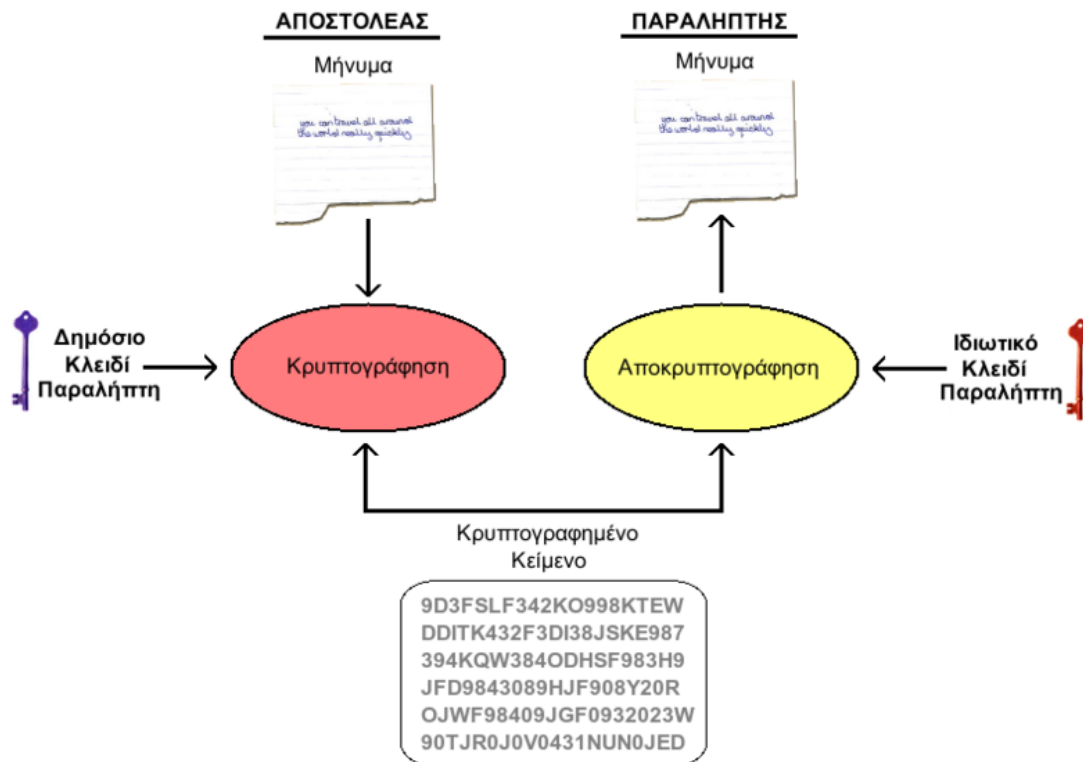 ΑΠΟΣΤΟΛΕΑΣ
Μήνυμα
you can travel all around
the world really quickly
ΠΑΡΑΛΗΠΤΗΣ
Μήνυμα
you can travel all around
the world really quickly
Δημόσιο
Κλειδί
Παραλήπτη
Κρυπτογράφηση
Αποκρυπτογράφηση
Ιδιωτικό
Κλειδί
Παραλήπτη
Κρυπτογραφημένο
Κείμενο
9D3FSLF342KO998KTEW
DDITK432F3DI38JSKE987
394KQW384ODHSF983H9
JFD9843089HJF908Y20R
OJWF98409JGF0932023W
90TJR0J0V0431NUN0JED